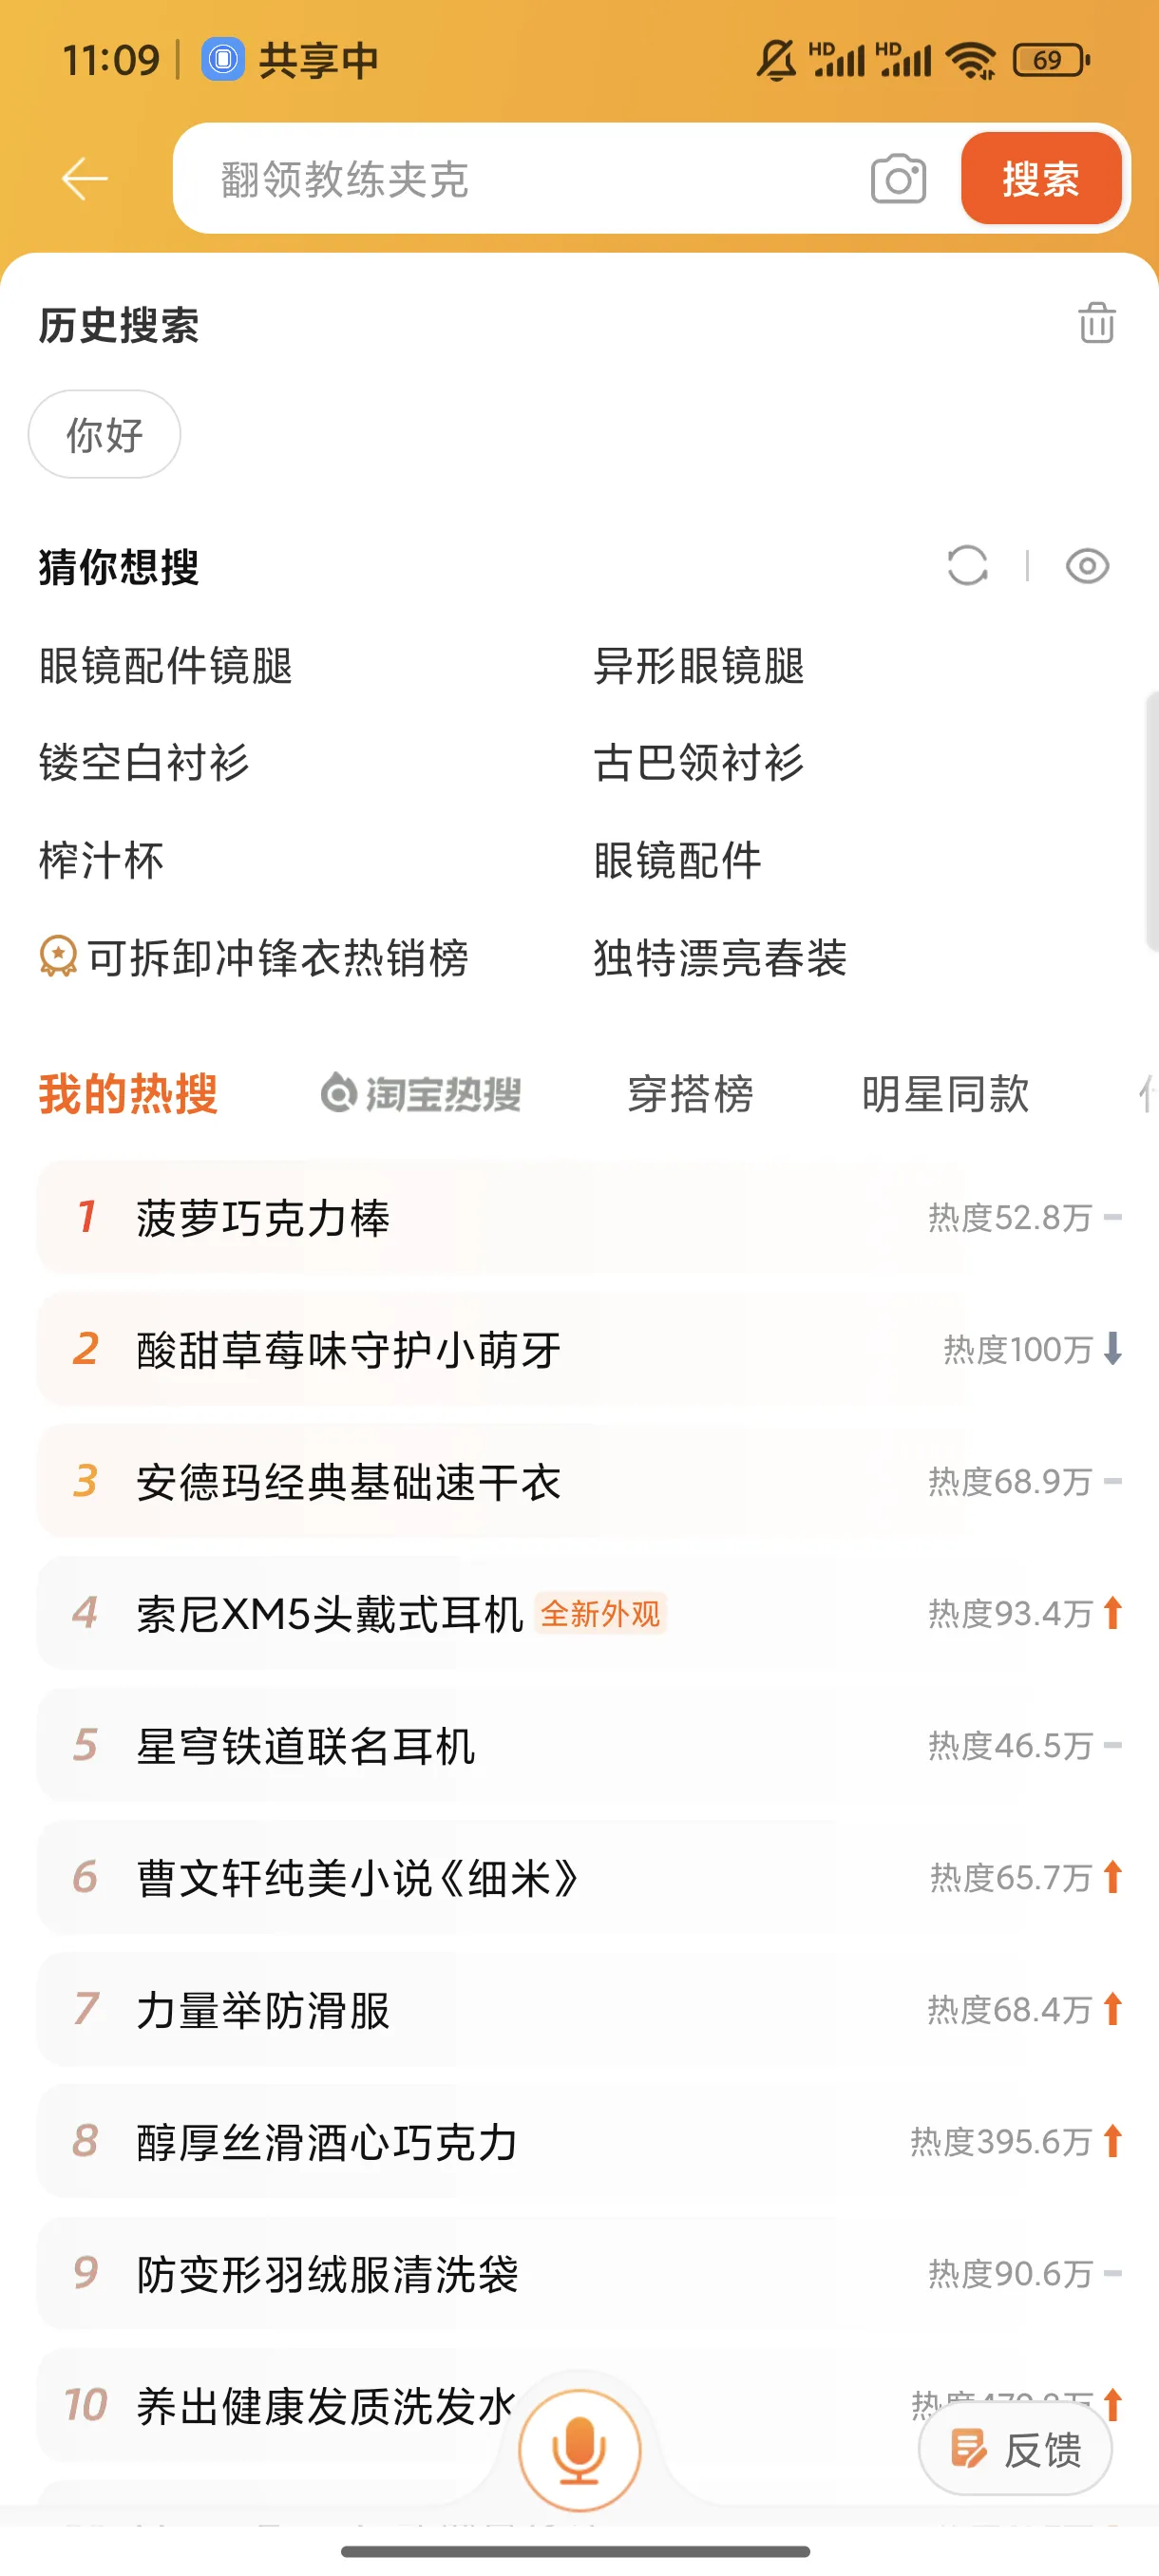 11:09 共享中 HD HD 69
翻领教练夹克 搜索
历史搜索
你好
猜你想搜
眼镜配件镜腿 异形眼镜腿
镂空白衬衫 古巴领衬衫
榨汁杯 眼镜配件
可拆卸冲锋衣热销榜 独特漂亮春装
我的热搜 淘宝热搜 穿搭榜 明星同款
1 菠萝巧克力棒 热度52.8万
2 酸甜草莓味守护小萌牙 热度100万
3 安德玛经典基础速干衣 热度68.9万
4 索尼XM5头戴式耳机 全新外观 热度93.4万
5 星穹铁道联名耳机 热度46.5万
6 曹文轩纯美小说《细米》 热度65.7万
7 力量举防滑服 热度68.4万
8 醇厚丝滑酒心巧克力 热度395.6万
9 防变形羽绒服清洗袋 热度90.6万
10 养出健康发质洗发水
反馈